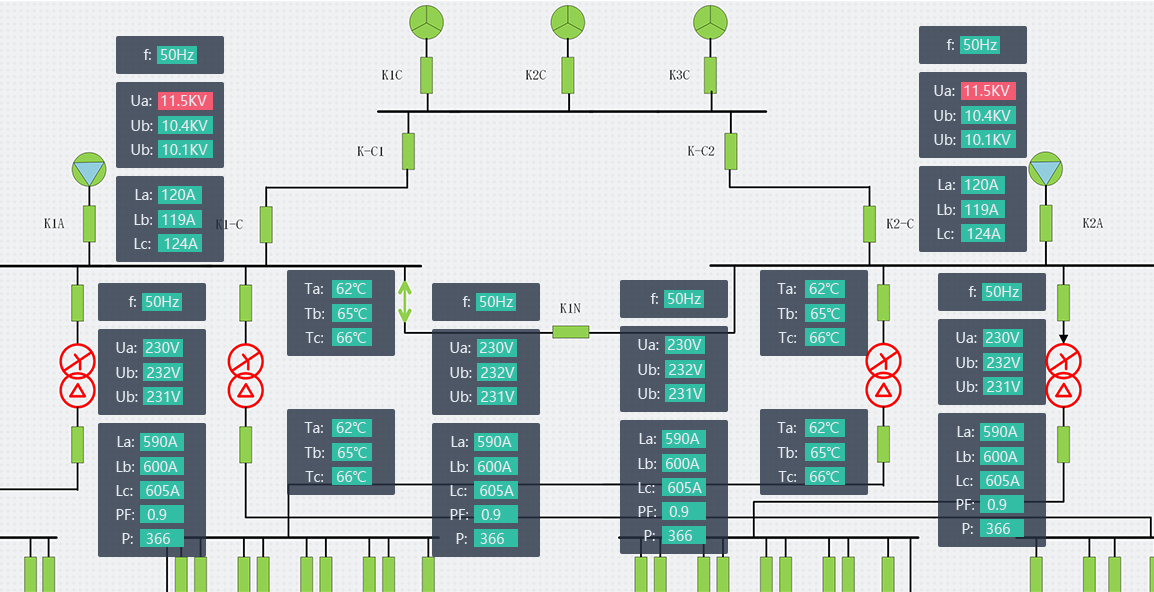 K1C
K2C
K3C
K-C1
K-C2
f: 50Hz
Ua: 11.5KV
Ub: 10.4KV
Ub: 10.1KV
La: 120A
Lb: 119A
Lc: 124A
K1A
K1-C
f: 50Hz
Ua: 11.5KV
Ub: 10.4KV
Ub: 10.1KV
La: 120A
Lb: 119A
Lc: 124A
K2-C
K2A
f: 50Hz
Ua: 230V
Ub: 232V
Ub: 231V
La: 590A
Lb: 600A
Lc: 605A
PF: 0.9
P: 366
Ta: 62℃
Tb: 65℃
Tc: 66℃
Ta: 62℃
Tb: 65℃
Tc: 66℃
f: 50Hz
Ua: 230V
Ub: 232V
Ub: 231V
La: 590A
Lb: 600A
Lc: 605A
PF: 0.9
P: 366
K1N
f: 50Hz
Ua: 230V
Ub: 232V
Ub: 231V
La: 590A
Lb: 600A
Lc: 605A
PF: 0.9
P: 366
Ta: 62℃
Tb: 65℃
Tc: 66℃
Ta: 62℃
Tb: 65℃
Tc: 66℃
f: 50Hz
Ua: 230V
Ub: 232V
Ub: 231V
La: 590A
Lb: 600A
Lc: 605A
PF: 0.9
P: 366